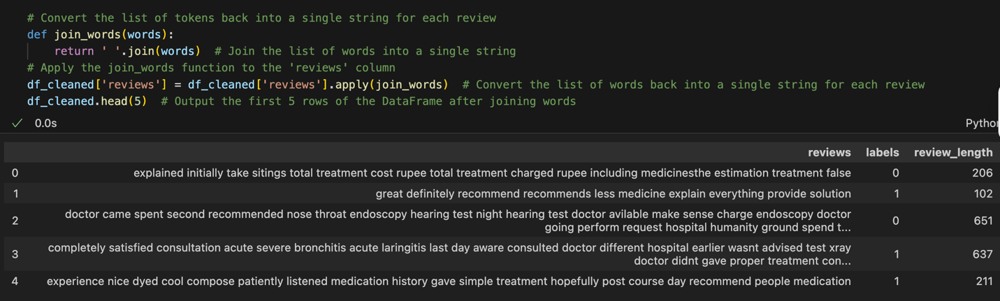 # Convert the list of tokens back into a single string for each review
def join_words(words):
    return ' '.join(words)  # Join the list of words into a single string
# Apply the join_words function to the 'reviews' column
df_cleaned['reviews'] = df_cleaned['reviews'].apply(join_words)  # Convert the list of words back into a single string for each review
df_cleaned.head(5)  # Output the first 5 rows of the DataFrame after joining words
0.0s Python
reviews labels review_length
0 explained initially take sitings total treatment cost rupee total treatment charged rupee including medicinesthe estimation treatment false 0 206
1 great definitely recommend recommends less medicine explain everything provide solution 1 102
2 doctor came spent second recommended nose throat endoscopy hearing test night hearing test doctor avilable make sense charge endoscopy doctor 0 651
going perform request hospital humanity ground spend t...
3 completely satisfied consultation acute severe bronchitis acute laringitis last day aware consulted doctor different hospital earlier wasnt advised test xray 1 637
doctor didnt gave proper treatment con...
4 experience nice dyed cool compose patiently listened medication history gave simple treatment hopefully post course day recommend people medication 1 211